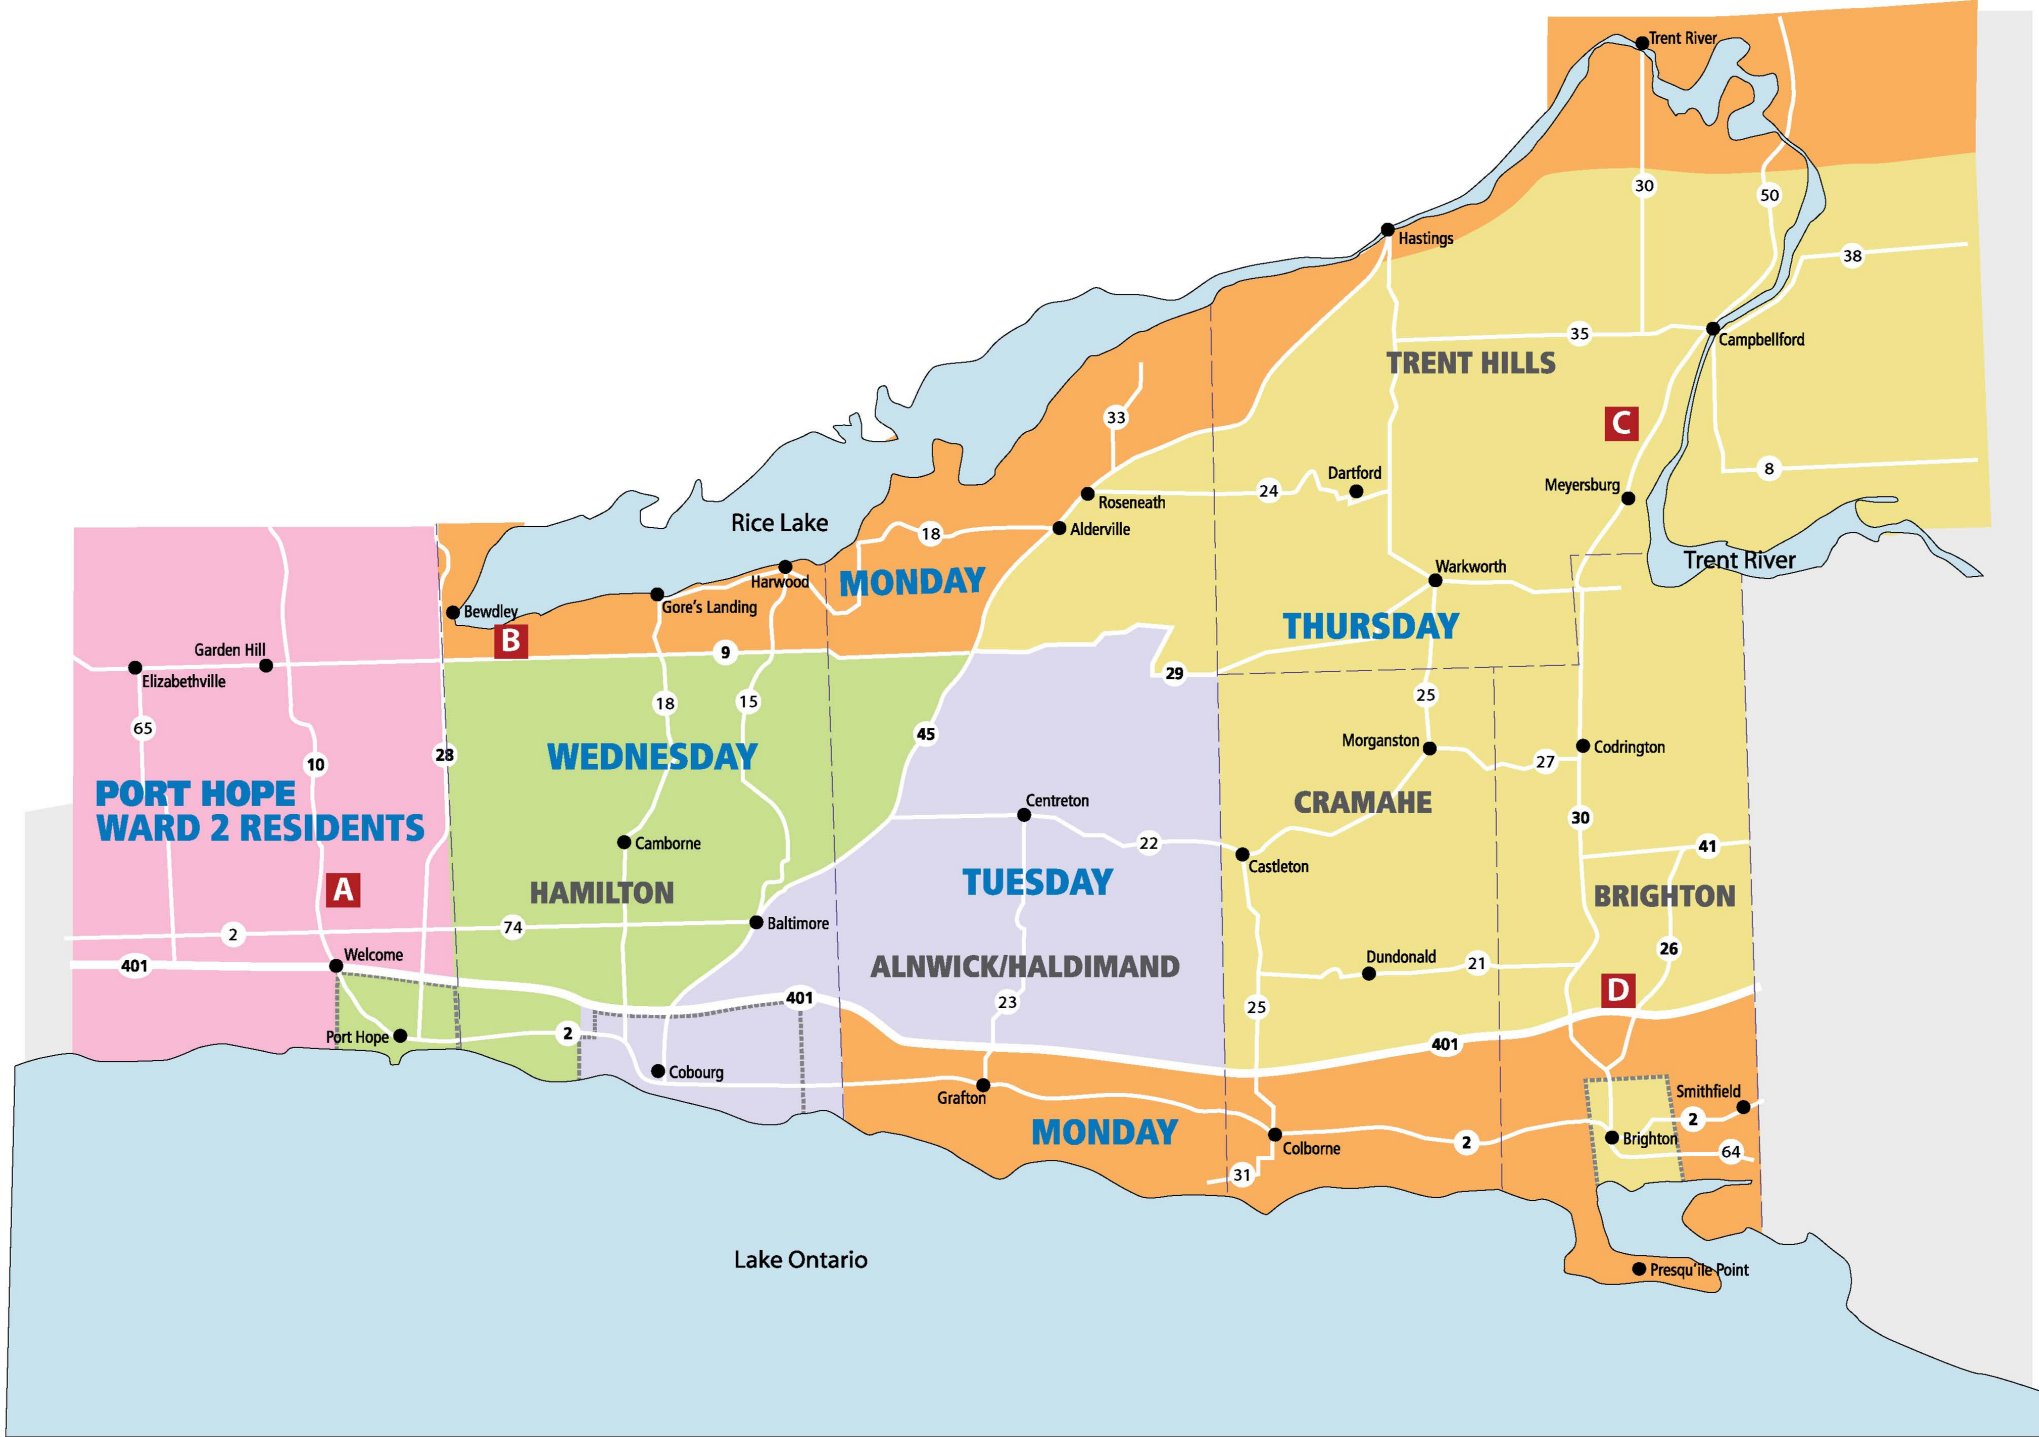 Trent River
30
50
Hastings
38
35
Campbellford
TRENT HILLS
33
C
Dartford
8
24
Meyersburg
Roseneath
Rice Lake
Alderville
18
Trent River
Warkworth
Harwood
MONDAY
Gore's Landing
Bewdley
THURSDAY
B
Garden Hill
9
Elizabethville
29
18
15
25
65
45
Morganston
Codrington
28
WEDNESDAY
10
27
PORT HOPE
WARD 2 RESIDENTS
Centreton
CRAMAHE
30
Camborne
22
41
Castleton
TUESDAY
A
HAMILTON
BRIGHTON
2
74
Baltimore
26
Welcome
Dundonald
21
401
ALNWICK/HALDIMAND
D
401
23
25
Port Hope
2
401
Cobourg
Grafton
Smithfield
2
MONDAY
Colborne
2
Brighton
64
31
Lake Ontario
Presqu'ile Point